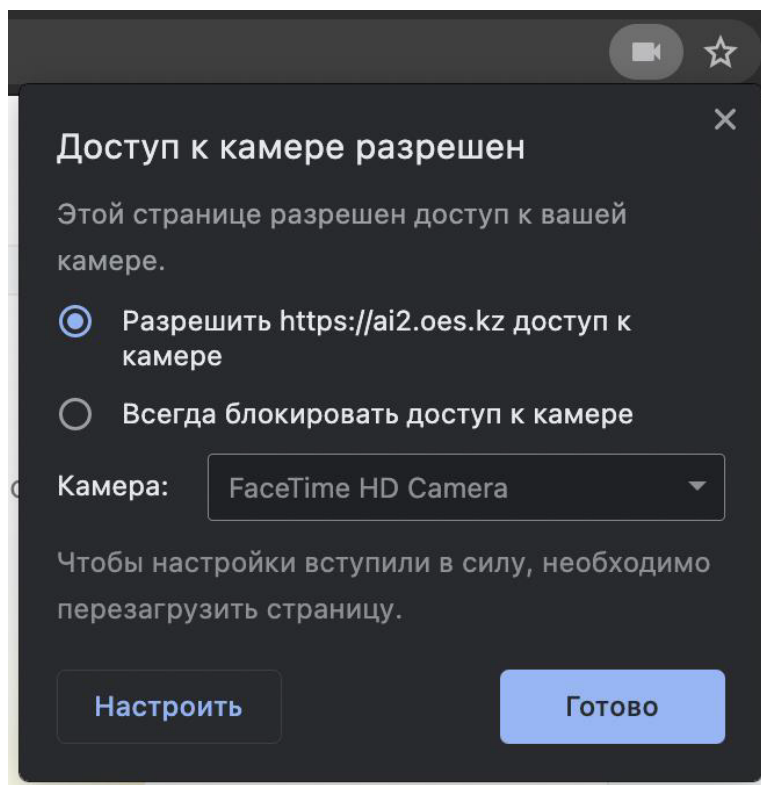 Доступ к камере разрешен
Этой странице разрешен доступ к вашей
камере.
Разрешить https://ai2.oes.kz доступ к
камере
Всегда блокировать доступ к камере
Камера: FaceTime HD Camera
Чтобы настройки вступили в силу, необходимо
перезагрузить страницу.
Настроить Готово